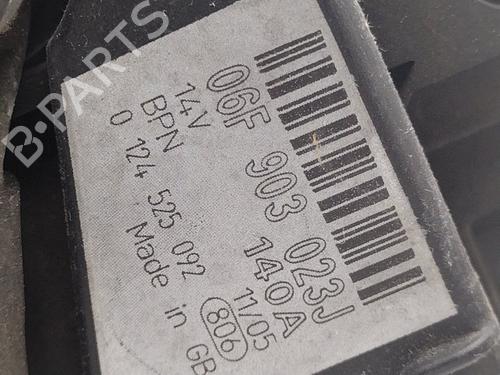 06F 903 023J
14V 140A
BPN 11/05
0 124 525 092 806
Made in GB
B-PARTS